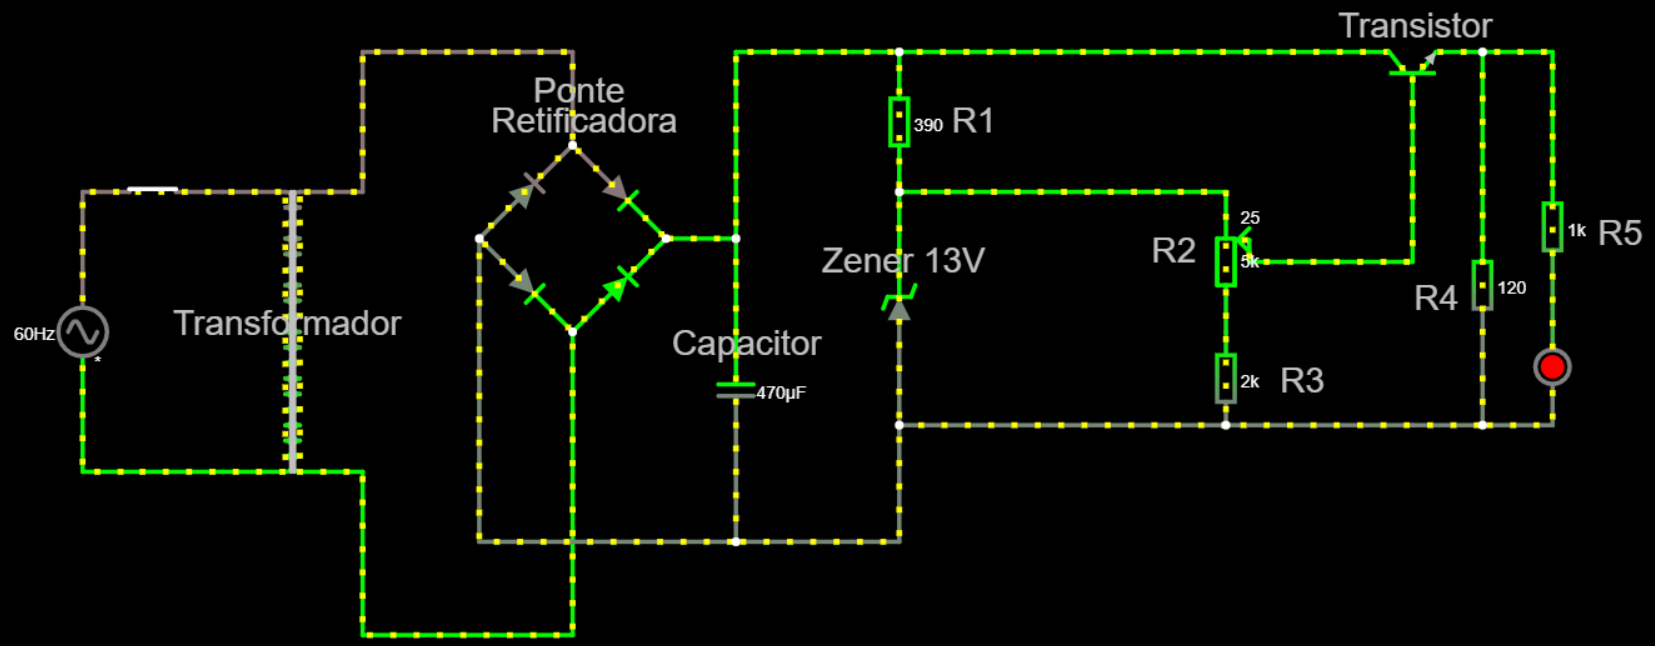 Transistor
Ponte
Retificadora
390 R1
25
R2
5k
1k R5
Zener 13V
R4 120
60Hz
*
Transformador
Capacitor
470µF
2k R3